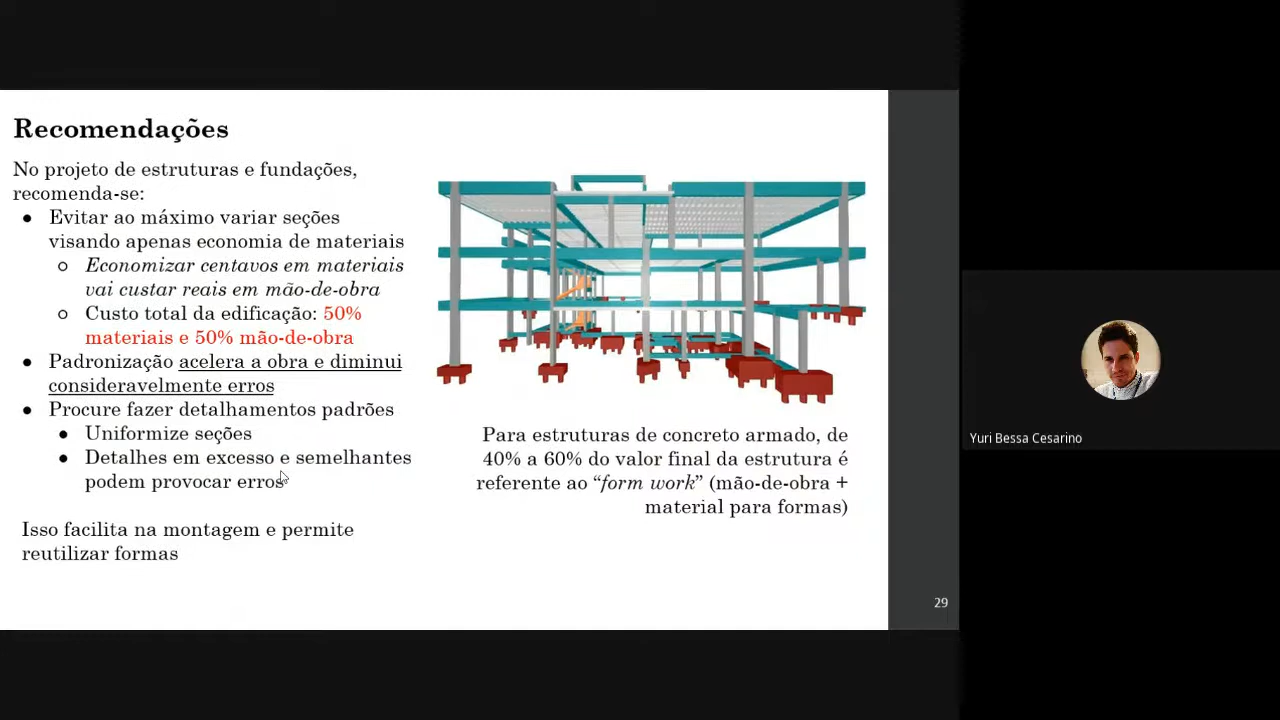 Recomendações
No projeto de estruturas e fundações,
recomenda-se:
● Evitar ao máximo variar seções
visando apenas economia de materiais
○ Economizar centavos em materiais
vai custar reais em mão-de-obra
○ Custo total da edificação: 50%
materiais e 50% mão-de-obra
● Padronização acelera a obra e diminui
consideravelmente erros
● Procure fazer detalhamentos padrões
● Uniformize seções
● Detalhes em excesso e semelhantes
podem provocar erros
Isso facilita na montagem e permite
reutilizar formas
Para estruturas de concreto armado, de
40% a 60% do valor final da estrutura é
referente ao “form work” (mão-de-obra +
material para formas)
29
Yuri Bessa Cesarino